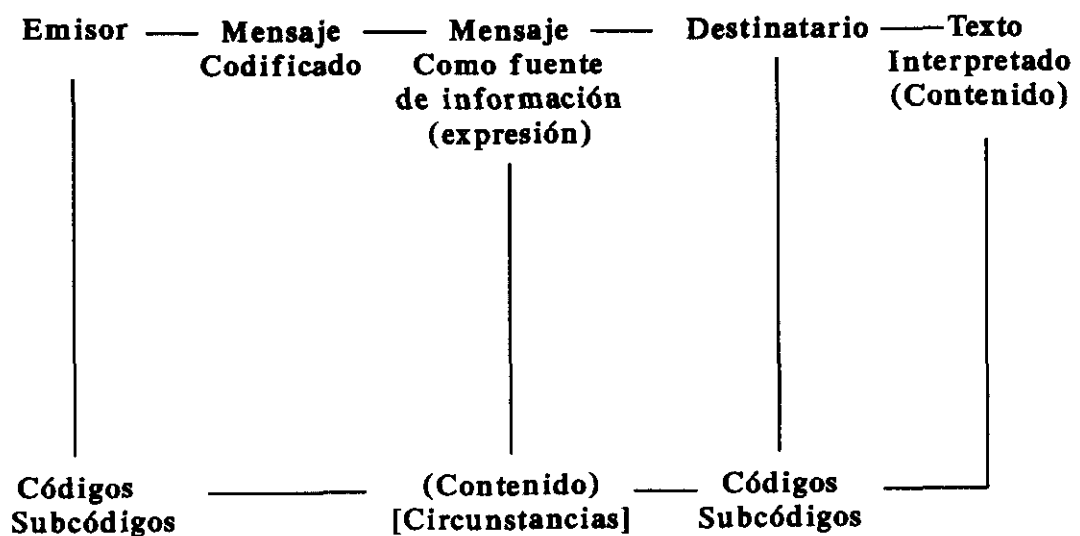 Emisor Mensaje Mensaje Destinatario Texto
Codificado Como fuente Interpretado
de información (Contenido)
(expresión)
Códigos (Contenido) Códigos
Subcódigos [Circunstancias] Subcódigos